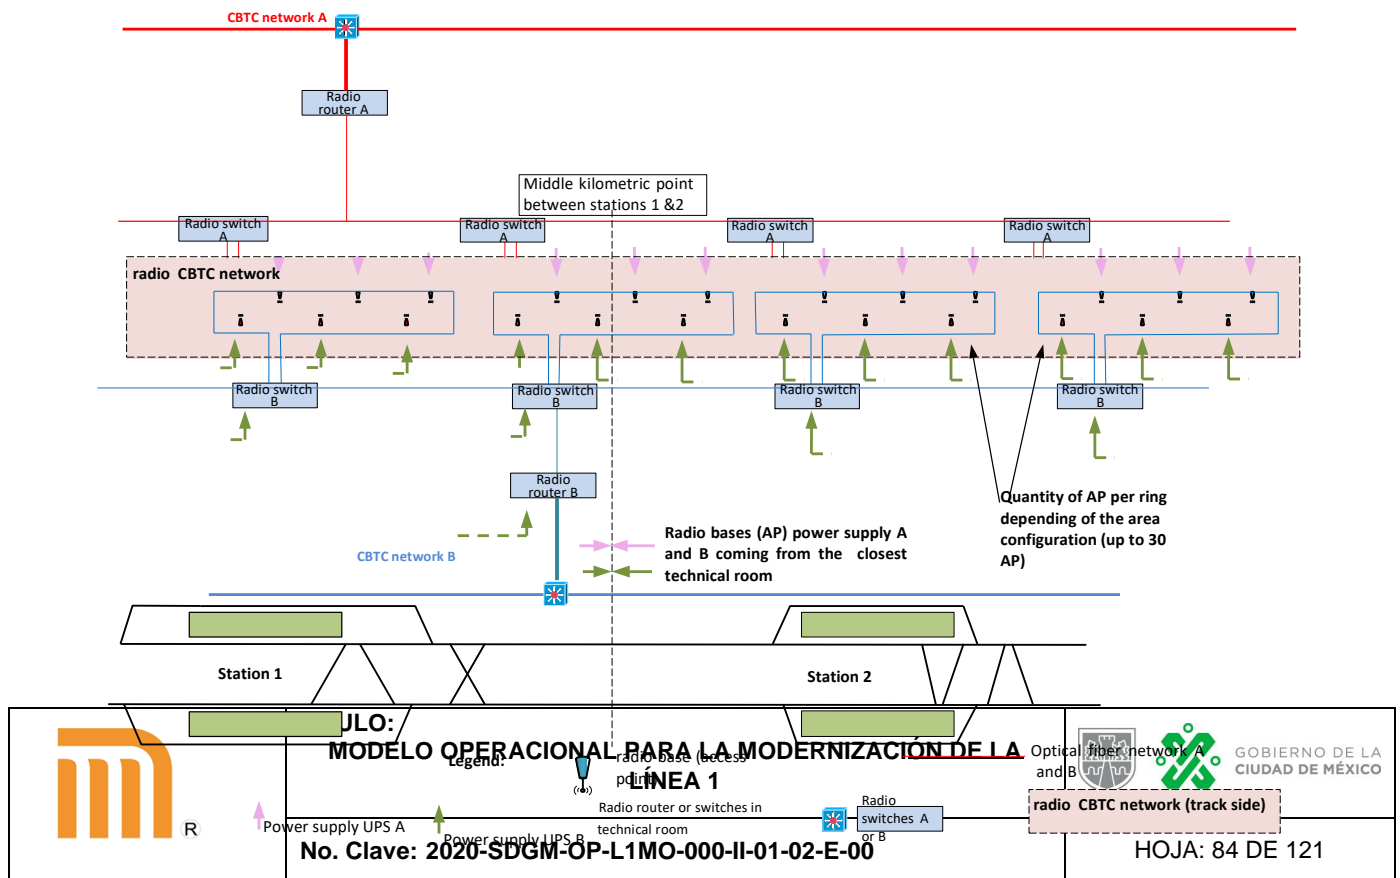 CBTC network A
Radio
router A
Middle kilometric point
between stations 1 &2
Radio switch
A
Radio switch
A
Radio switch
A
Radio switch
A
radio CBTC network
Radio switch
B
Radio switch
B
Radio switch
B
Radio switch
B
Radio
router B
Quantity of AP per ring
depending of the area
configuration (up to 30
AP)
Radio bases (AP) power supply A
and B coming from the closest
technical room
CBTC network B
Station 1
Station 2
ULO:
MODELO OPERACIONAL PARA LA MODERNIZACIÓN DE LA
LÍNEA 1
Legend:
radio base (access
point)
Optical fiber network A
and B
GOBIERNO DE LA
CIUDAD DE MÉXICO
Power supply UPS A
Power supply UPS B
Radio router or switches in
technical room
Radio
switches A
or B
radio CBTC network (track side)
®
No. Clave: 2020-SDGM-OP-L1MO-000-II-01-02-E-00
HOJA: 84 DE 121